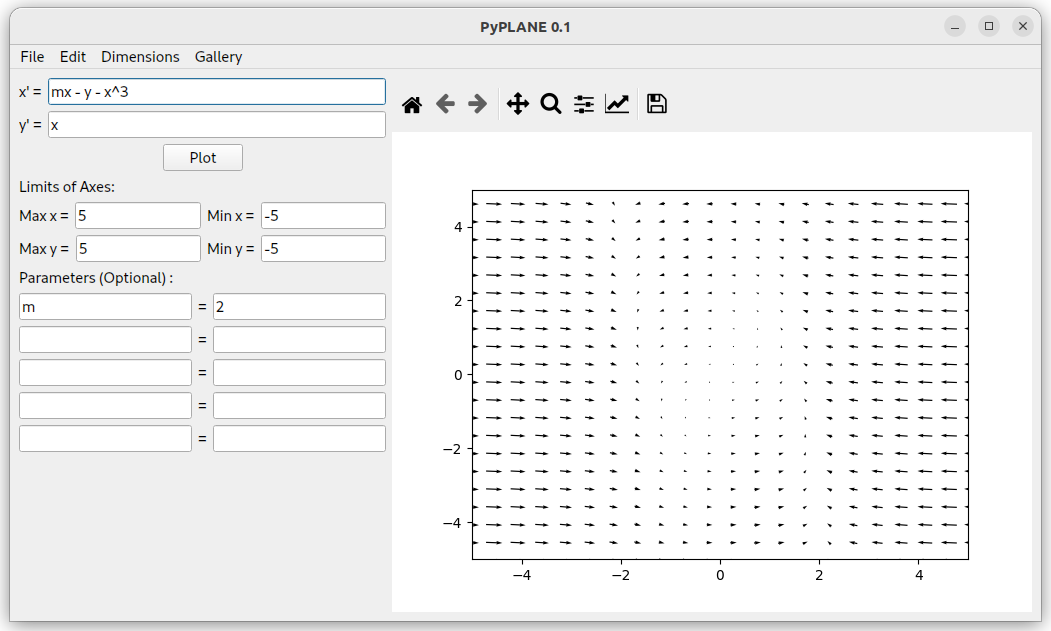 PyPLANE 0.1
File Edit Dimensions Gallery
x' = mx - y - x^3
y' = x
Plot
Limits of Axes:
Max x = 5 Min x = -5
Max y = 5 Min y = -5
Parameters (Optional) :
m = 2
=
=
=
=
4
2
0
−2
−4
−4 −2 0 2 4